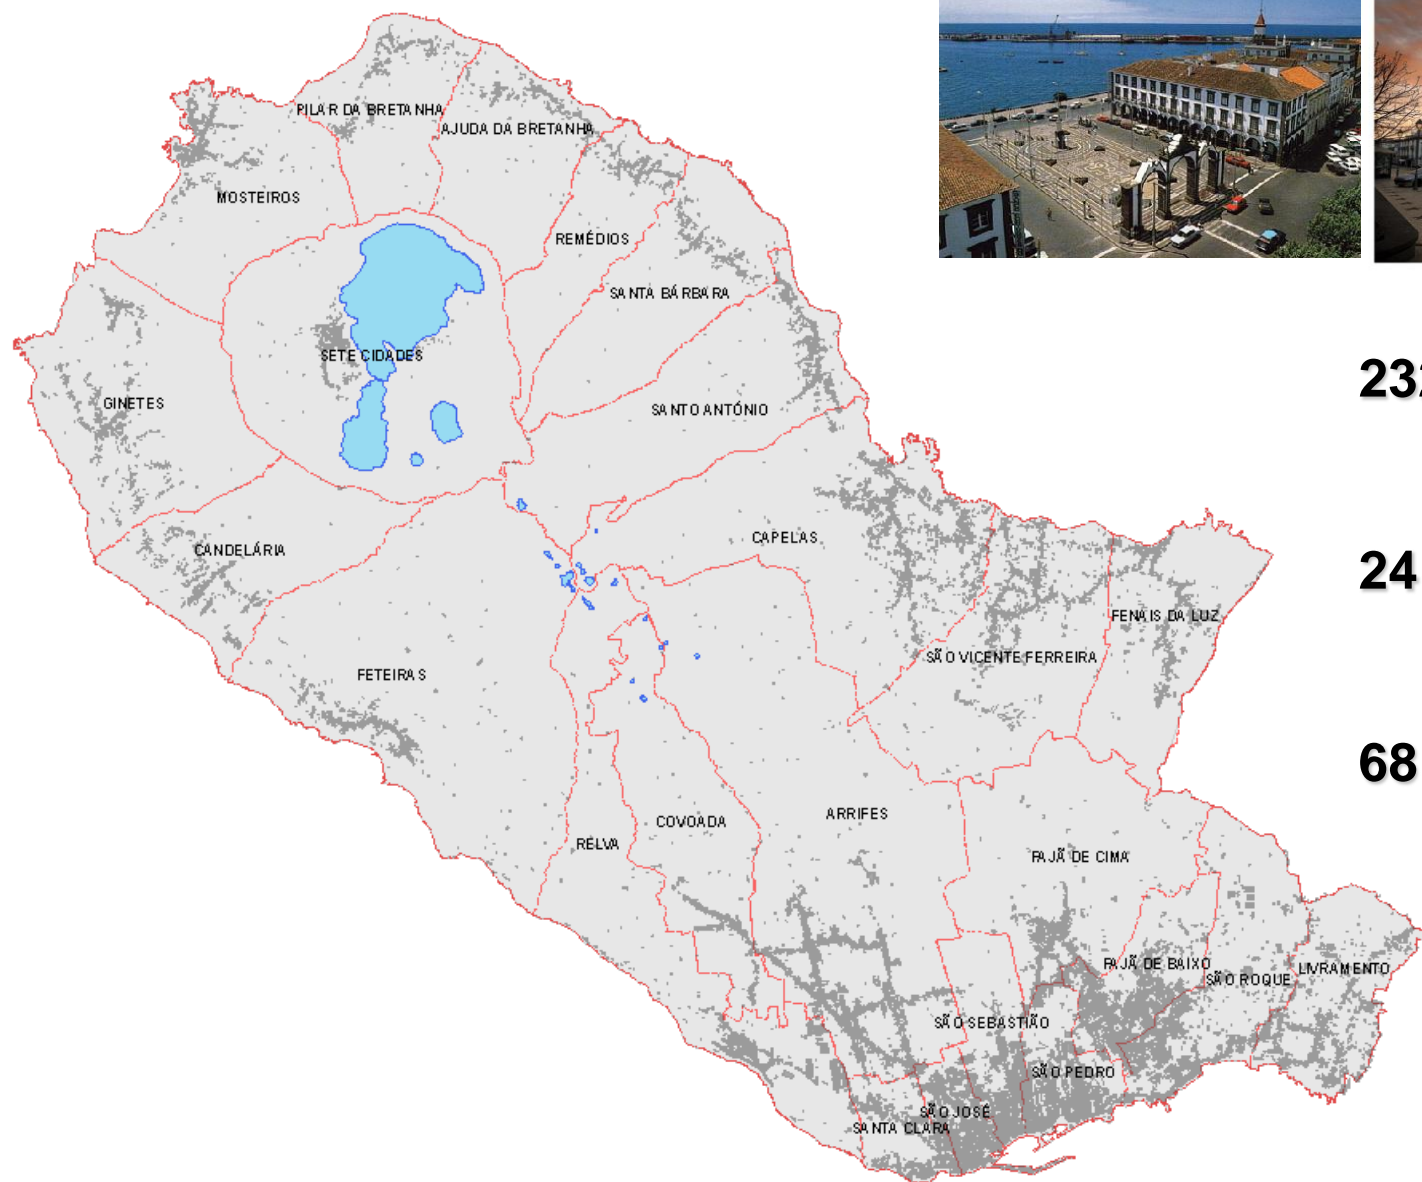 PILAR DA BRETANHA
AJUDA DA BRETANHA
MOSTEIROS
REMÉDIOS
SANTA BÁRBARA
SETE CIDADES
GINETES
SANTO ANTÓNIO
CAPELAS
CANDELÁRIA
FENAIS DA LUZ
SÃO VICENTE FERREIRA
FETEIRAS
ARRIFES
COVOADA
RELVA
FAJÃ DE CIMA
FAJÃ DE BAIXO
LIVRAMENTO
SÃO ROQUE
SÃO SEBASTIÃO
SÃO PEDRO
SÃO JOSÉ
SANTA CLARA
232
24
68